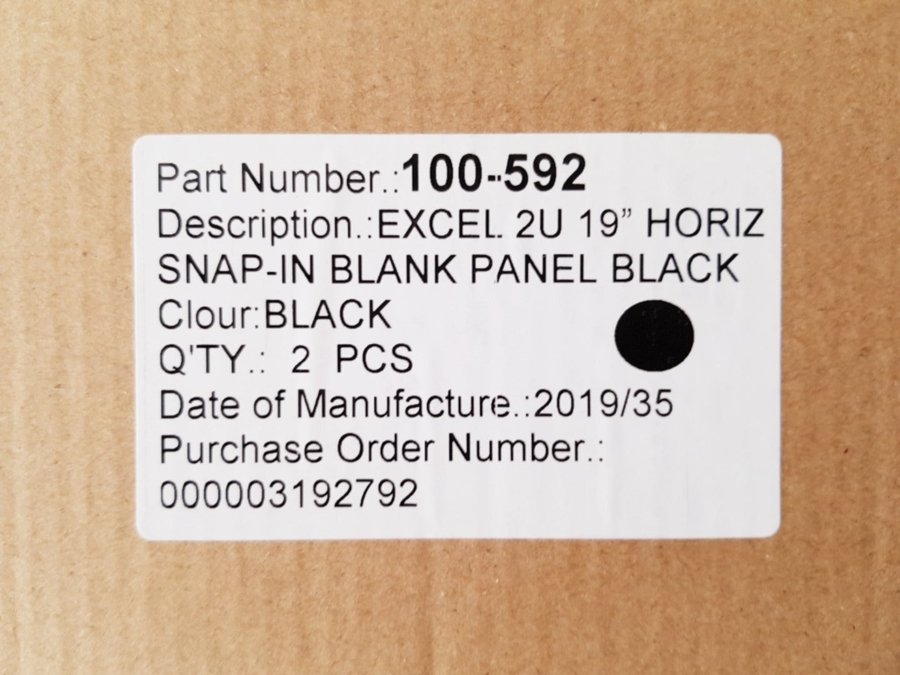 Part Number.:100-592
Description.:EXCEL 2U 19” HORIZ
SNAP-IN BLANK PANEL BLACK
Clour:BLACK
Q'TY.: 2 PCS
Date of Manufacture.:2019/35
Purchase Order Number.:
000003192792